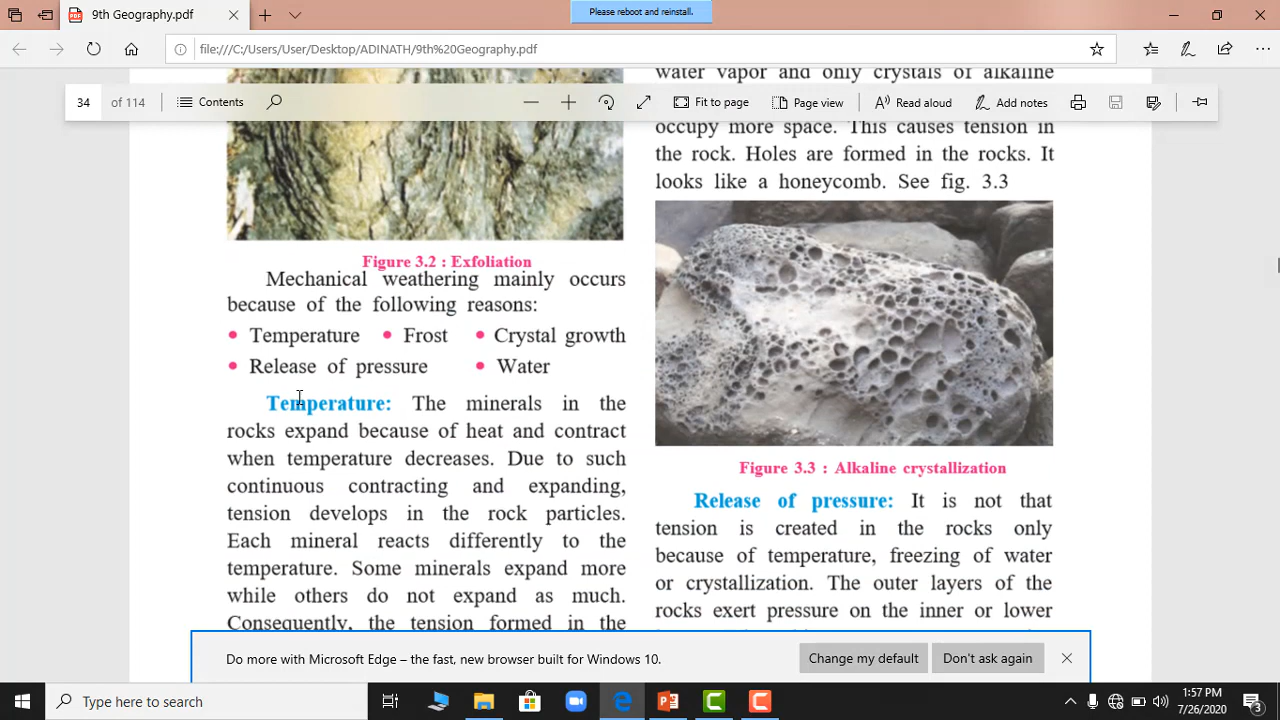 9th Geography.pdf
Please reboot and reinstall.
file:///C:/Users/User/Desktop/ADINATH/9th%20Geography.pdf
34 of 114 Contents Fit to page Page view Read aloud Add notes
Figure 3.2 : Exfoliation
Mechanical weathering mainly occurs
because of the following reasons:
• Temperature • Frost • Crystal growth
• Release of pressure • Water
Temperature: The minerals in the
rocks expand because of heat and contract
when temperature decreases. Due to such
continuous contracting and expanding,
tension develops in the rock particles.
Each mineral reacts differently to the
temperature. Some minerals expand more
while others do not expand as much.
Consequently, the tension formed in the
water vapor and only crystals of alkaline
occupy more space. This causes tension in
the rock. Holes are formed in the rocks. It
looks like a honeycomb. See fig. 3.3
Figure 3.3 : Alkaline crystallization
Release of pressure: It is not that
tension is created in the rocks only
because of temperature, freezing of water
or crystallization. The outer layers of the
rocks exert pressure on the inner or lower
Do more with Microsoft Edge – the fast, new browser built for Windows 10.
Change my default
Don't ask again
Type here to search
1:57 PM
7/26/2020
3